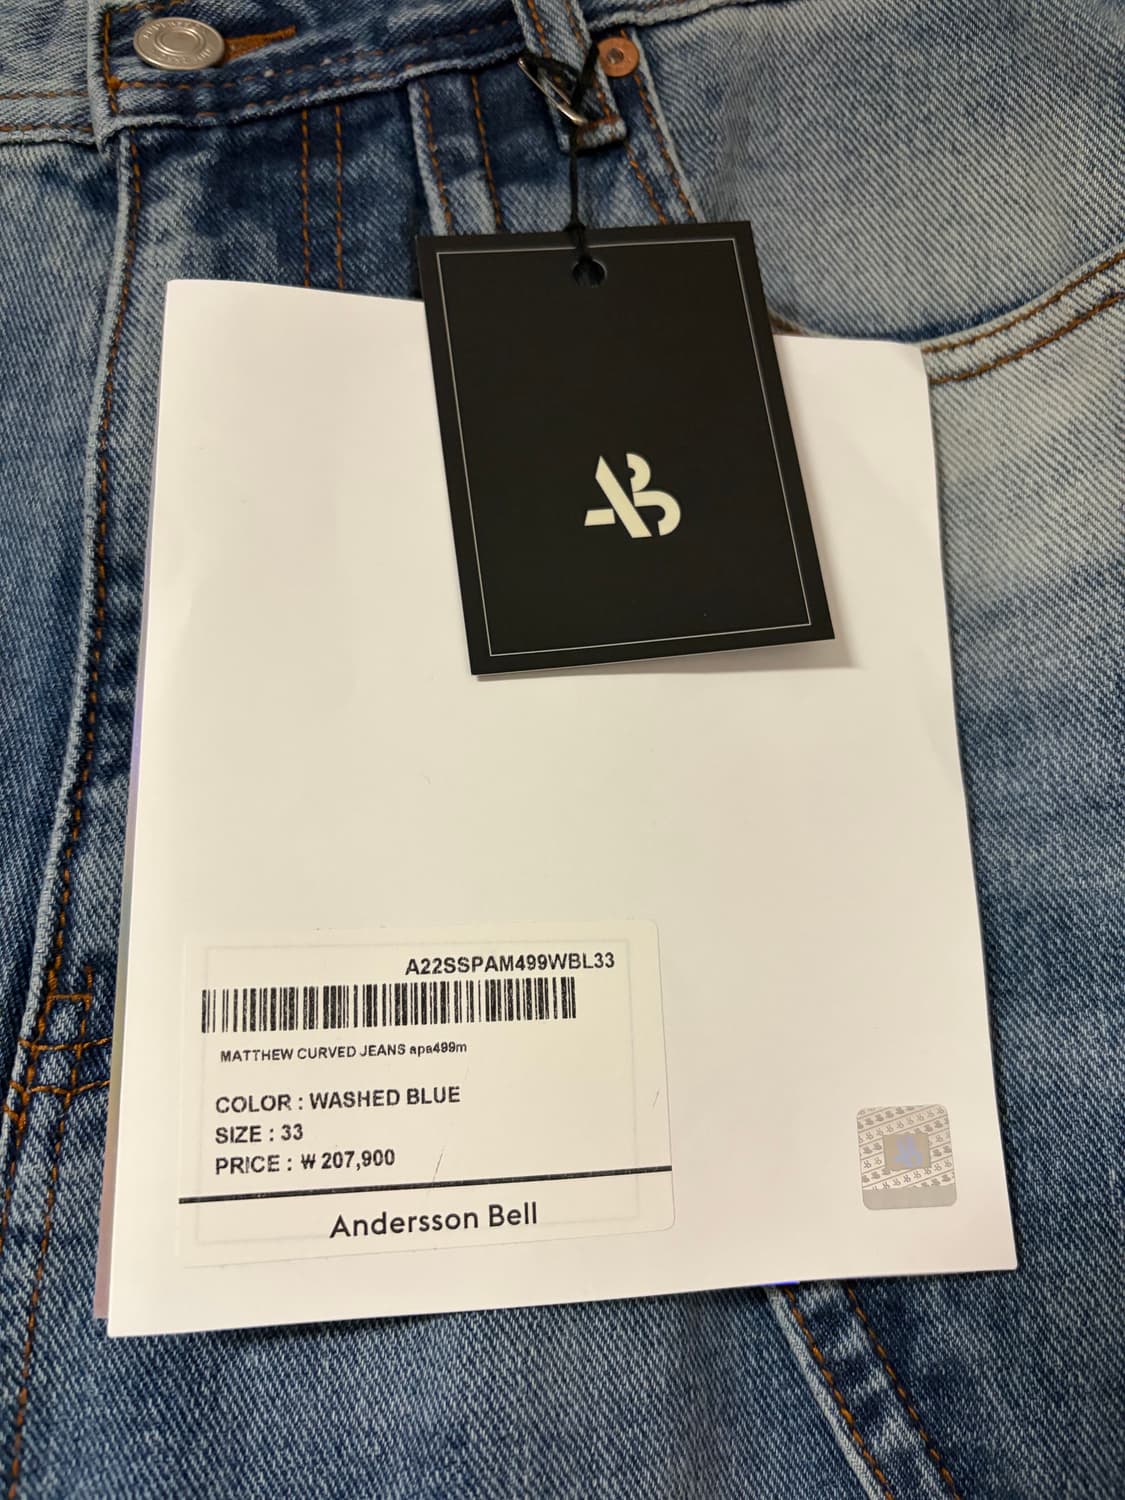 AB
A22SSPAM499WBL33
MATTHEW CURVED JEANS apa499m
COLOR : WASHED BLUE
SIZE : 33
PRICE : ₩ 207,900
Andersson Bell